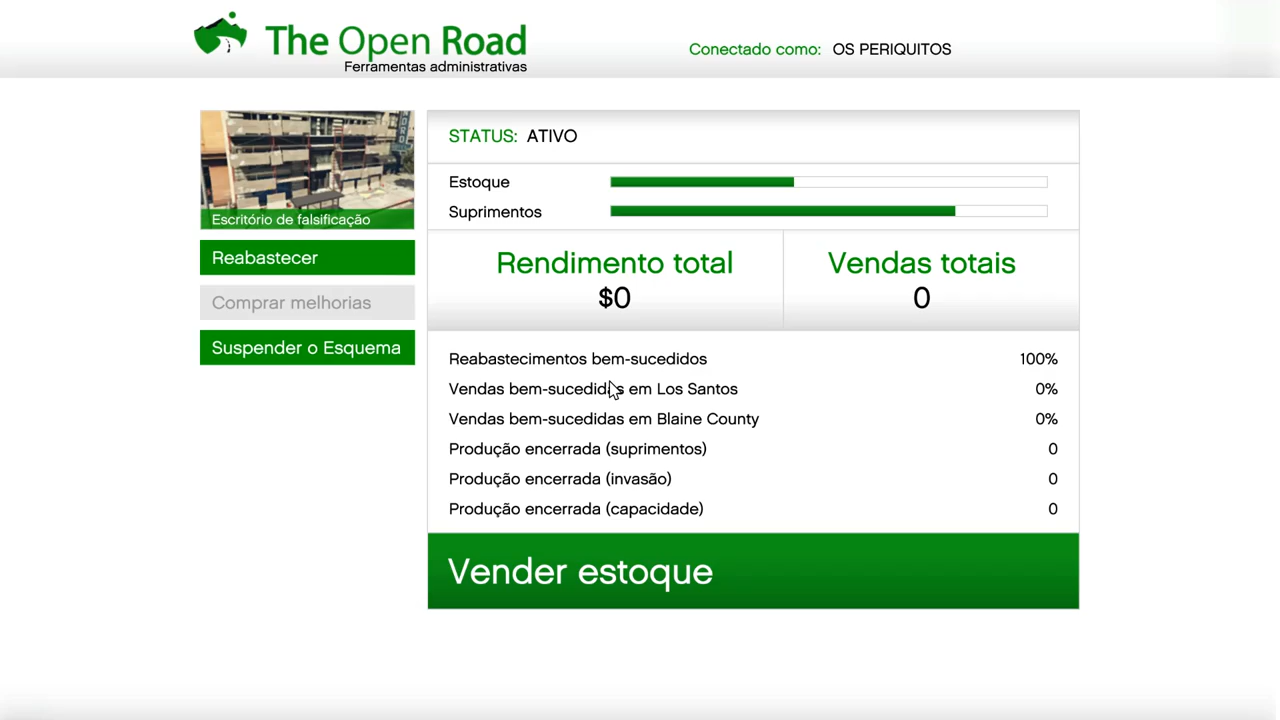 The Open Road
Ferramentas administrativas
Conectado como: OS PERIQUITOS
Escritório de falsificação
Reabastecer
Comprar melhorias
Suspender o Esquema
STATUS: ATIVO
Estoque
Suprimentos
Rendimento total
$0
Vendas totais
0
Reabastecimentos bem-sucedidos 100%
Vendas bem-sucedidas em Los Santos 0%
Vendas bem-sucedidas em Blaine County 0%
Produção encerrada (suprimentos) 0
Produção encerrada (invasão) 0
Produção encerrada (capacidade) 0
Vender estoque